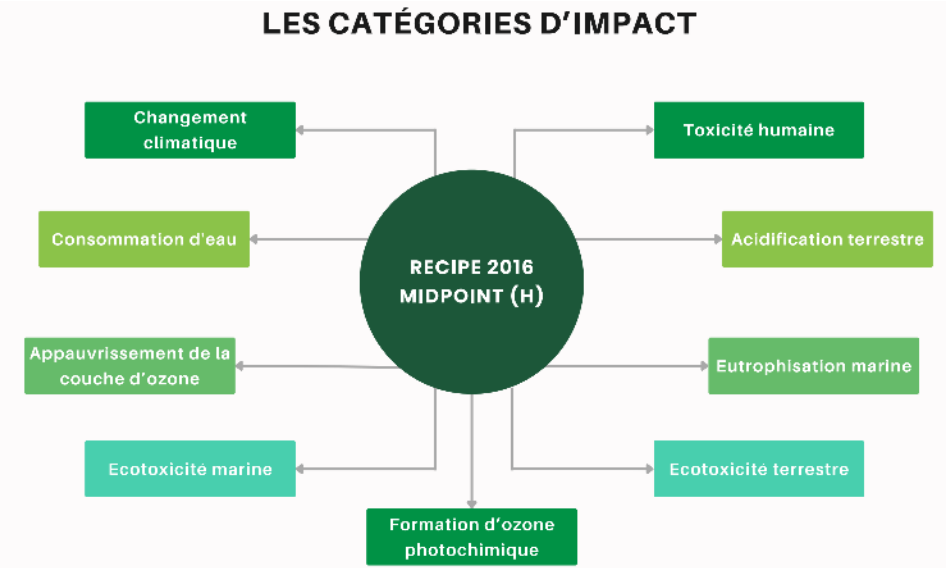 LES CATÉGORIES D'IMPACT
Changement
climatique
Toxicité humaine
Consommation d'eau
Acidification terrestre
RECIPE 2016
MIDPOINT (H)
Appauvrissement de la
couche d'ozone
Eutrophisation marine
Ecotoxicité marine
Ecotoxicité terrestre
Formation d'ozone
photochimique